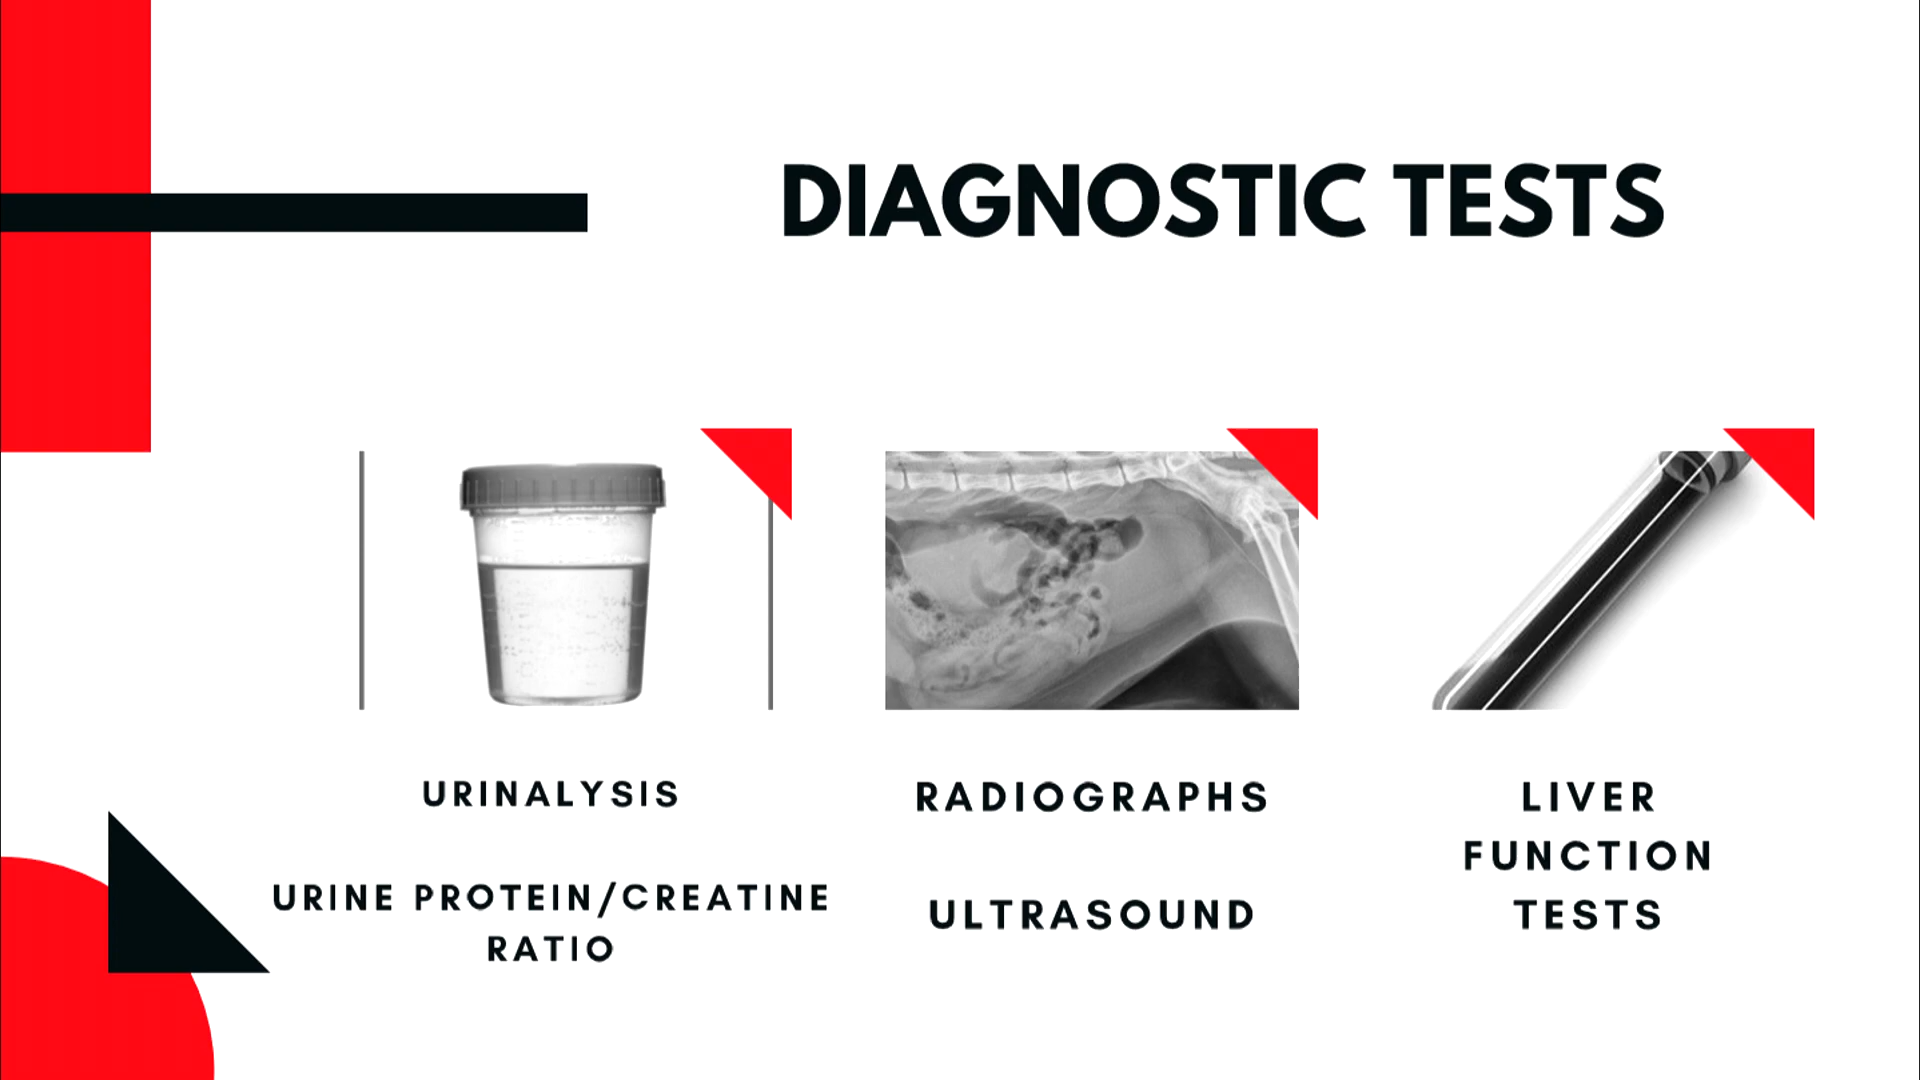 DIAGNOSTIC TESTS
URINALYSIS
URINE PROTEIN/CREATINE
RATIO
RADIOGRAPHS
ULTRASOUND
LIVER
FUNCTION
TESTS